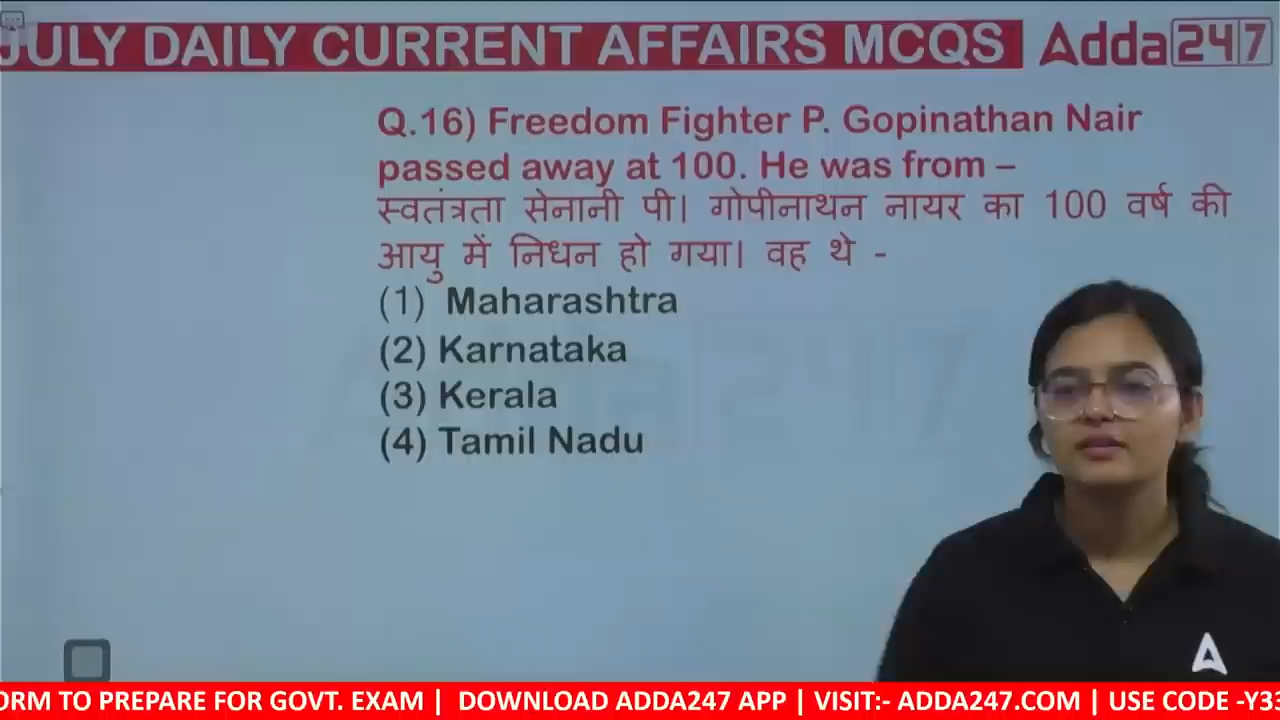 JULY DAILY CURRENT AFFAIRS MCQS
Adda247
Q.16) Freedom Fighter P. Gopinathan Nair
passed away at 100. He was from –
स्वतंत्रता सेनानी पी। गोपीनाथन नायर का 100 वर्ष की
आयु में निधन हो गया। वह थे -
(1) Maharashtra
(2) Karnataka
(3) Kerala
(4) Tamil Nadu
Adda247
ORM TO PREPARE FOR GOVT. EXAM | DOWNLOAD ADDA247 APP | VISIT:- ADDA247.COM | USE CODE -Y33